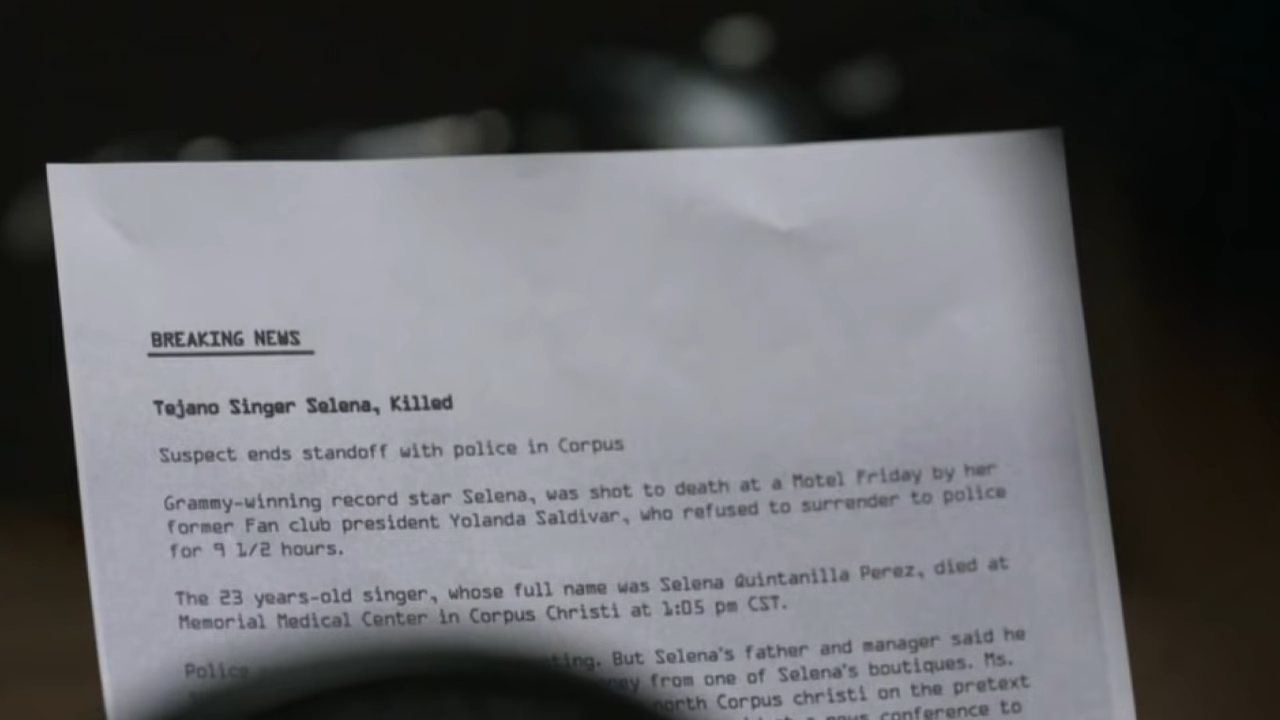 BREAKING NEWS
Tejano Singer Selena, Killed
Suspect ends standoff with police in Corpus
Grammy-winning record star Selena, was shot to death at a Motel Friday by her
former Fan club president Yolanda Saldivar, who refused to surrender to police
for 9 1/2 hours.
The 23 years-old singer, whose full name was Selena Quintanilla Perez, died at
Memorial Medical Center in Corpus Christi at 1:05 pm CST.
Police But Selena's father and manager said he
from one of Selena's boutiques. Ms.
north Corpus christi on the pretext
conference to